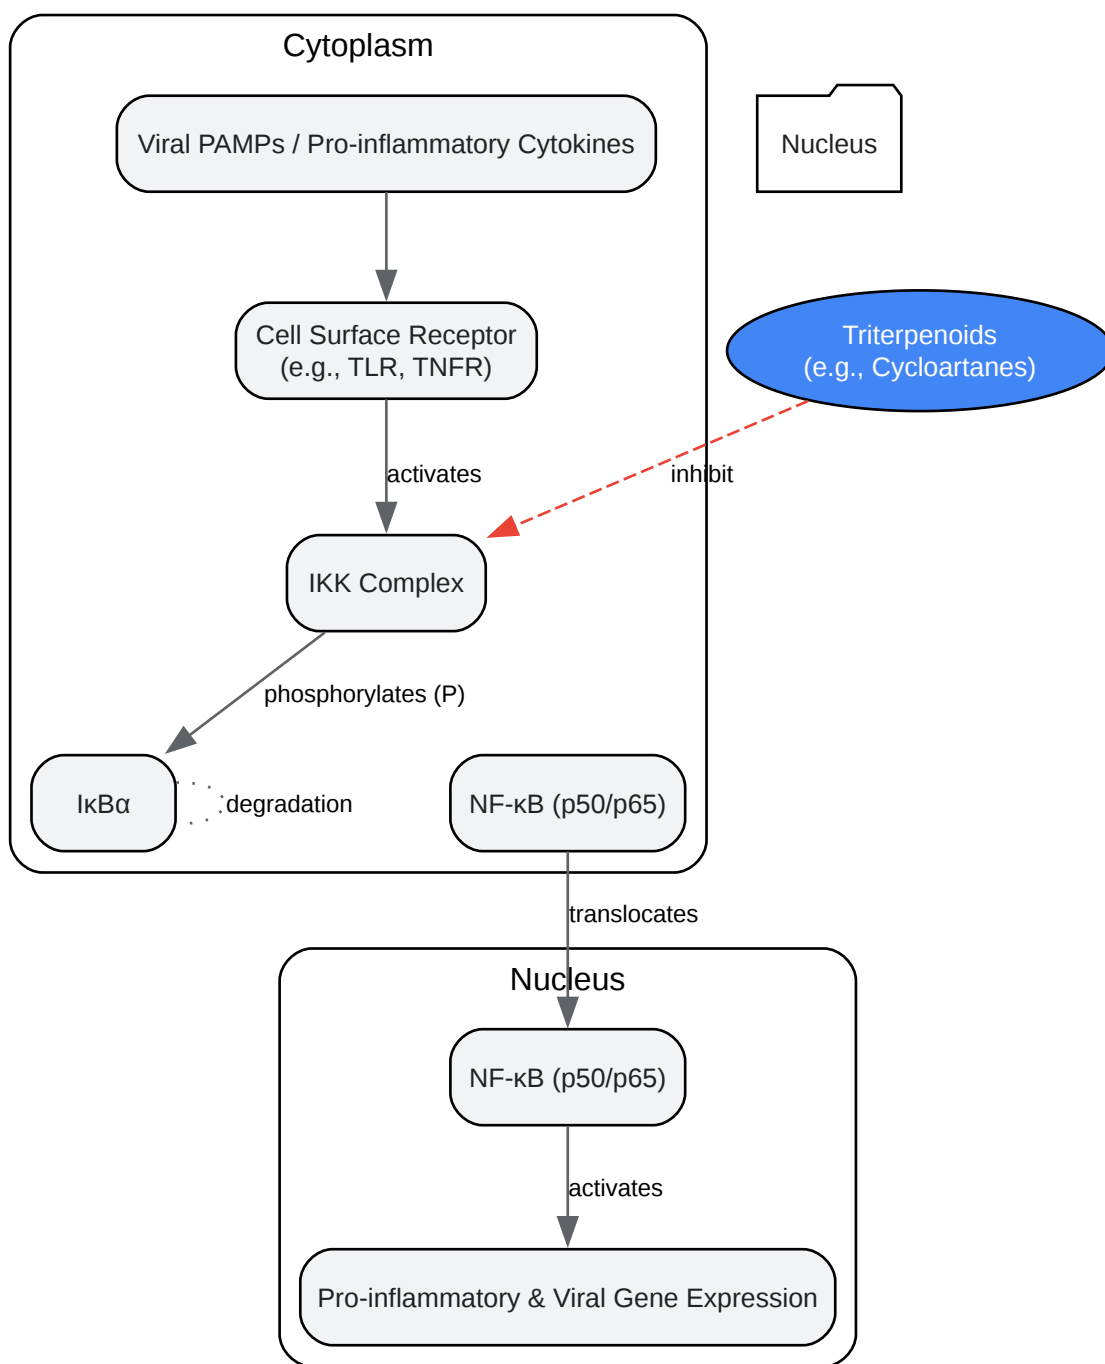 Cytoplasm
Viral PAMPs / Pro-inflammatory Cytokines
Nucleus
Cell Surface Receptor
(e.g., TLR, TNFR)
Triterpenoids
(e.g., Cycloartanes)
activates
inhibit
IKK Complex
phosphorylates (P)
IκBα
degradation
NF-κB (p50/p65)
translocates
Nucleus
NF-κB (p50/p65)
activates
Pro-inflammatory & Viral Gene Expression